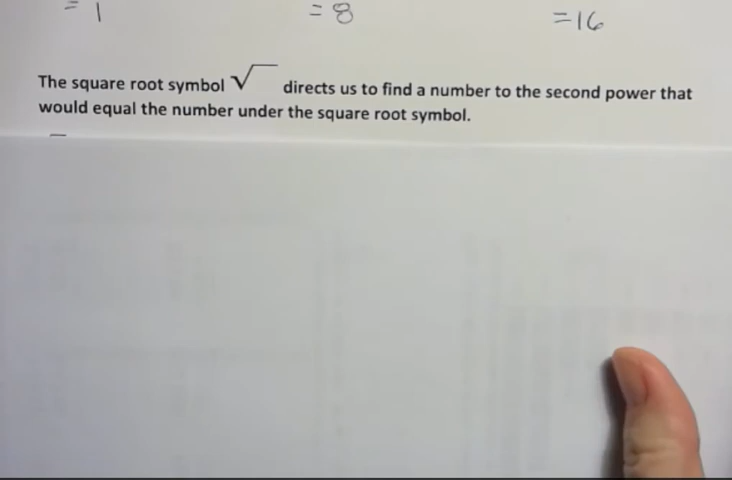 = 1 = 8 =16
The square root symbol √ directs us to find a number to the second power that
would equal the number under the square root symbol.